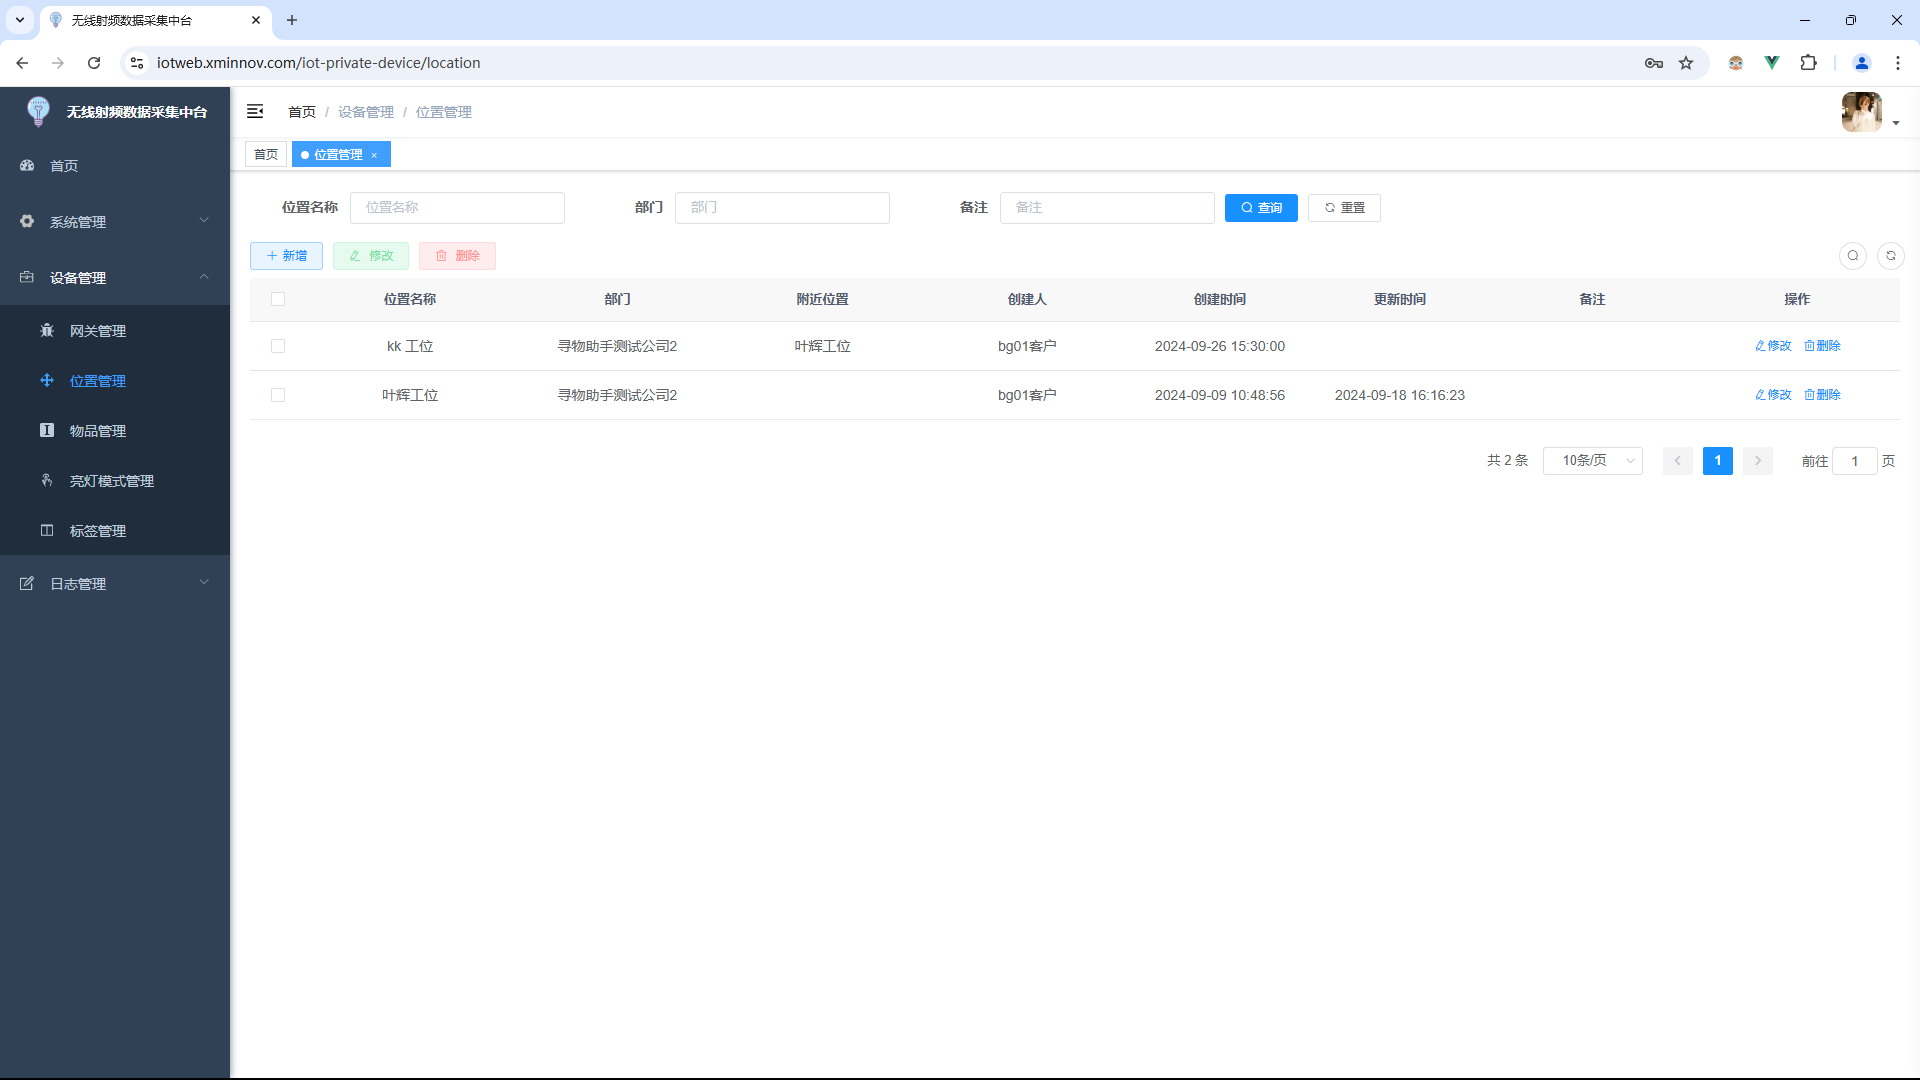 无线射频数据采集中台
iotweb.xminnov.com/iot-private-device/location
无线射频数据采集中台
首页 / 设备管理 / 位置管理
首页
系统管理
设备管理
网关管理
位置管理
物品管理
亮灯模式管理
标签管理
日志管理
首页 位置管理 ×
位置名称 位置名称 部门 部门 备注 备注 查询 重置
新增 修改 删除
位置名称 部门 附近位置 创建人 创建时间 更新时间 备注 操作
kk 工位 寻物助手测试公司2 叶辉工位 bg01客户 2024-09-26 15:30:00 修改 删除
叶辉工位 寻物助手测试公司2 bg01客户 2024-09-09 10:48:56 2024-09-18 16:16:23 修改 删除
共 2 条 10条/页 1 前往 1 页